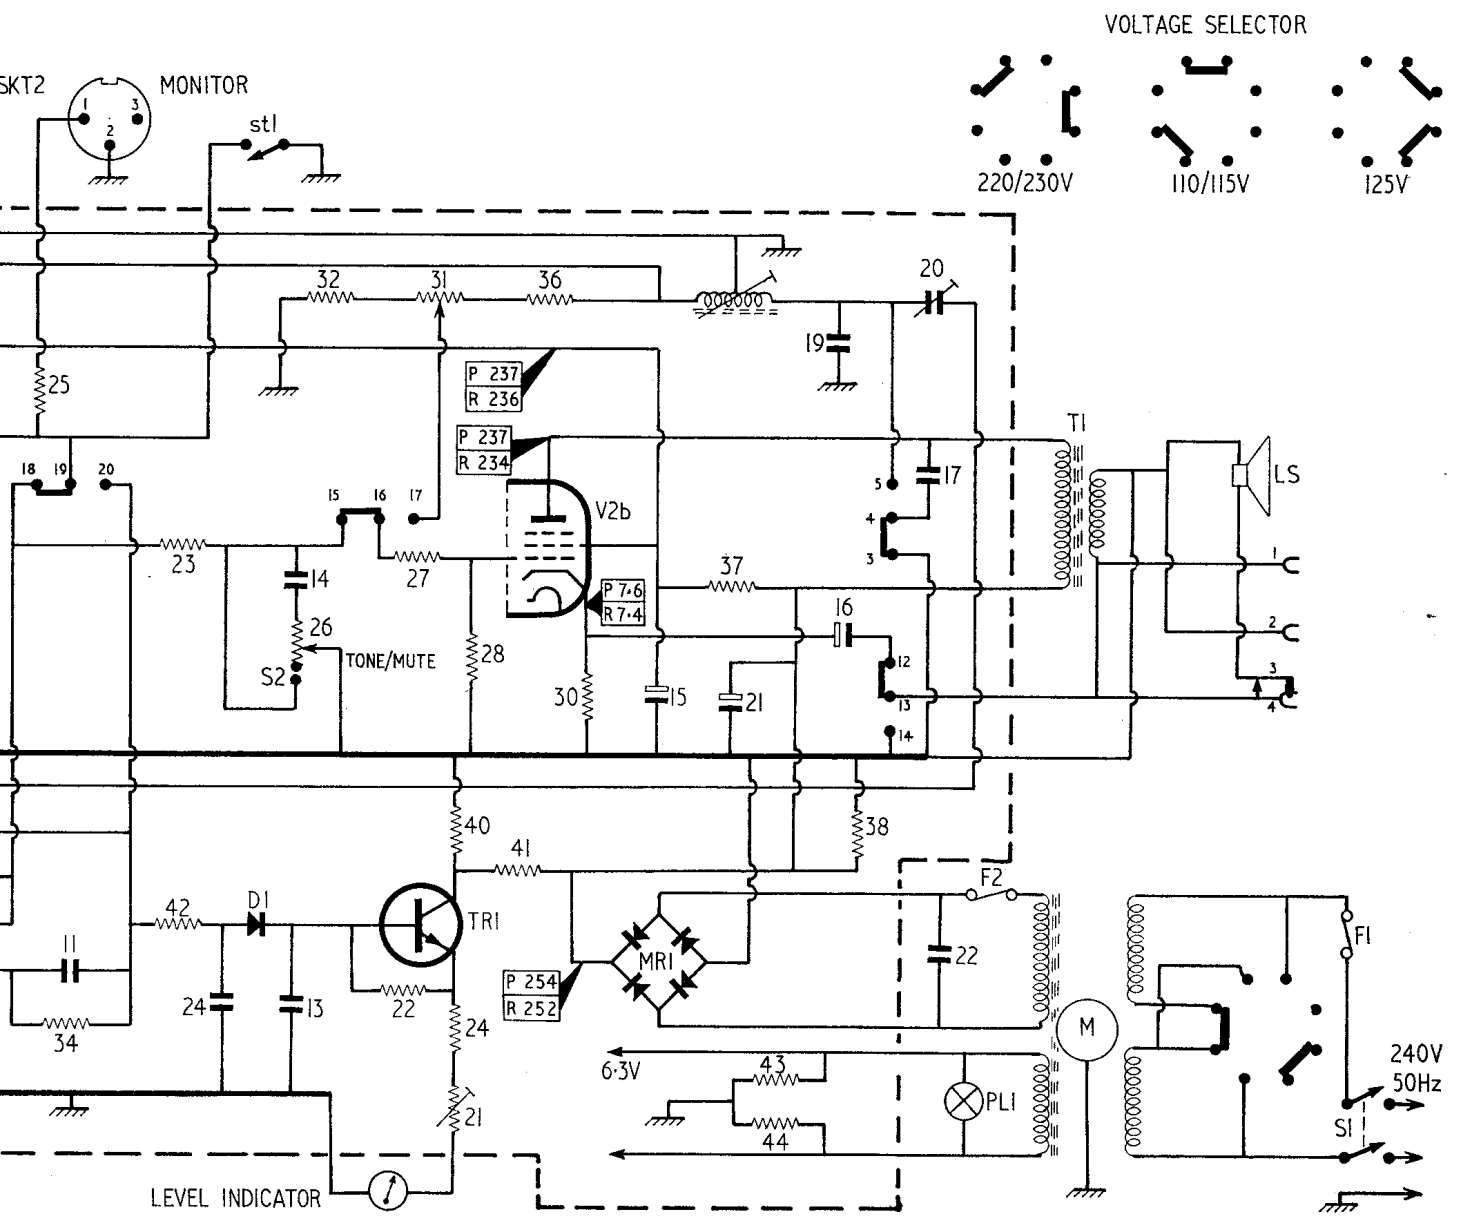 VOLTAGE SELECTOR
SKT2
MONITOR
1
3
2
st1
220/230V
110/115V
125V
32
31
36
20
19
25
P 237
R 236
P 237
R 234
T1
18
19
20
15
16
17
V2b
5
17
4
3
LS
23
14
27
37
1
P 7·6
R 7·4
16
26
28
TONE/MUTE
S2
2
12
3
30
15
21
13
4
14
40
38
41
F2
42
D1
TR1
F1
11
MR1
22
P 254
R 252
24
13
22
24
34
M
6·3V
43
240V
50Hz
PL1
21
44
S1
LEVEL INDICATOR